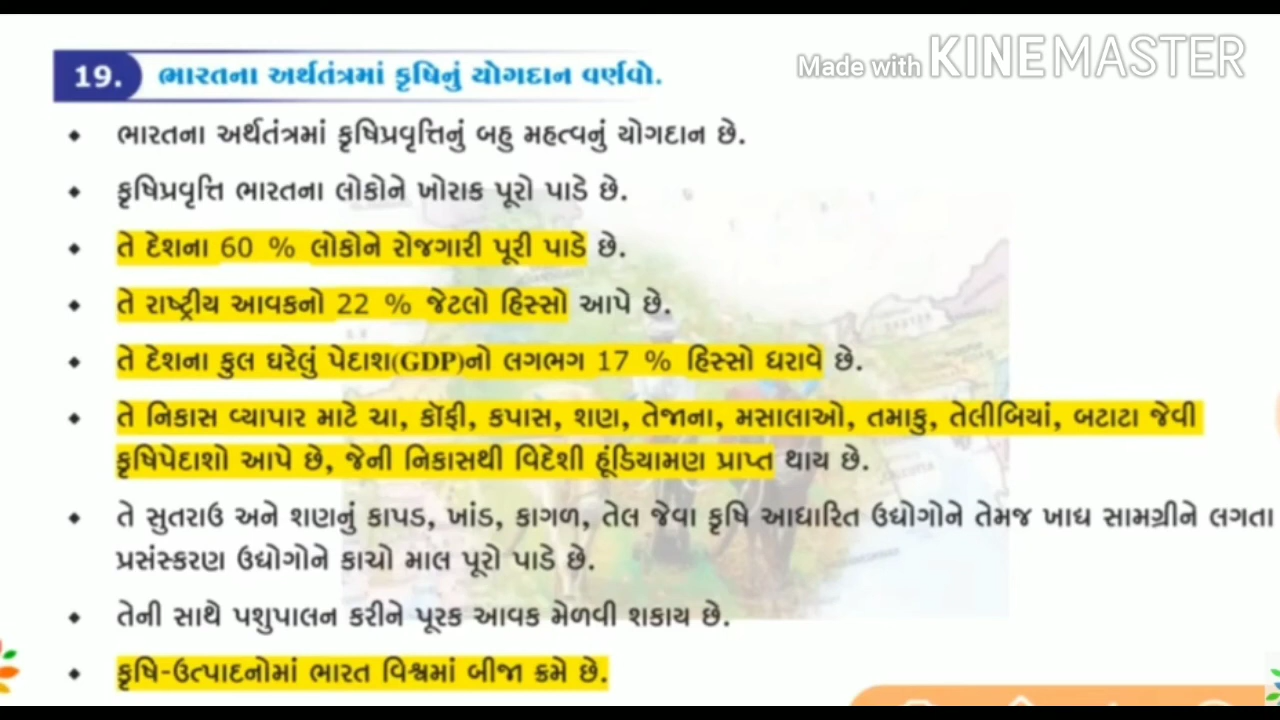 Made with KINEMASTER
19. ભારતના અર્થતંત્રમાં કૃષિનું યોગદાન વર્ણવો.
◆ ભારતના અર્થતંત્રમાં કૃષિપ્રવૃત્તિનું બહુ મહત્વનું યોગદાન છે.
◆ કૃષિપ્રવૃત્તિ ભારતના લોકોને ખોરાક પૂરો પાડે છે.
◆ તે દેશના 60 % લોકોને રોજગારી પૂરી પાડે છે.
◆ તે રાષ્ટ્રીય આવકનો 22 % જેટલો હિસ્સો આપે છે.
◆ તે દેશના કુલ ઘરેલું પેદાશ(GDP)નો લગભગ 17 % હિસ્સો ધરાવે છે.
◆ તે નિકાસ વ્યાપાર માટે ચા, કૉફી, કપાસ, શણ, તેજાના, મસાલાઓ, તમાકુ, તેલીબિયાં, બટાટા જેવી
કૃષિપેદાશો આપે છે, જેની નિકાસથી વિદેશી હૂંડિયામણ પ્રાપ્ત થાય છે.
◆ તે સુતરાઉ અને શણનું કાપડ, ખાંડ, કાગળ, તેલ જેવા કૃષિ આધારિત ઉદ્યોગોને તેમજ ખાદ્ય સામગ્રીને લગતા
પ્રસંસ્કરણ ઉદ્યોગોને કાચો માલ પૂરો પાડે છે.
◆ તેની સાથે પશુપાલન કરીને પૂરક આવક મેળવી શકાય છે.
◆ કૃષિ-ઉત્પાદનોમાં ભારત વિશ્વમાં બીજા ક્રમે છે.